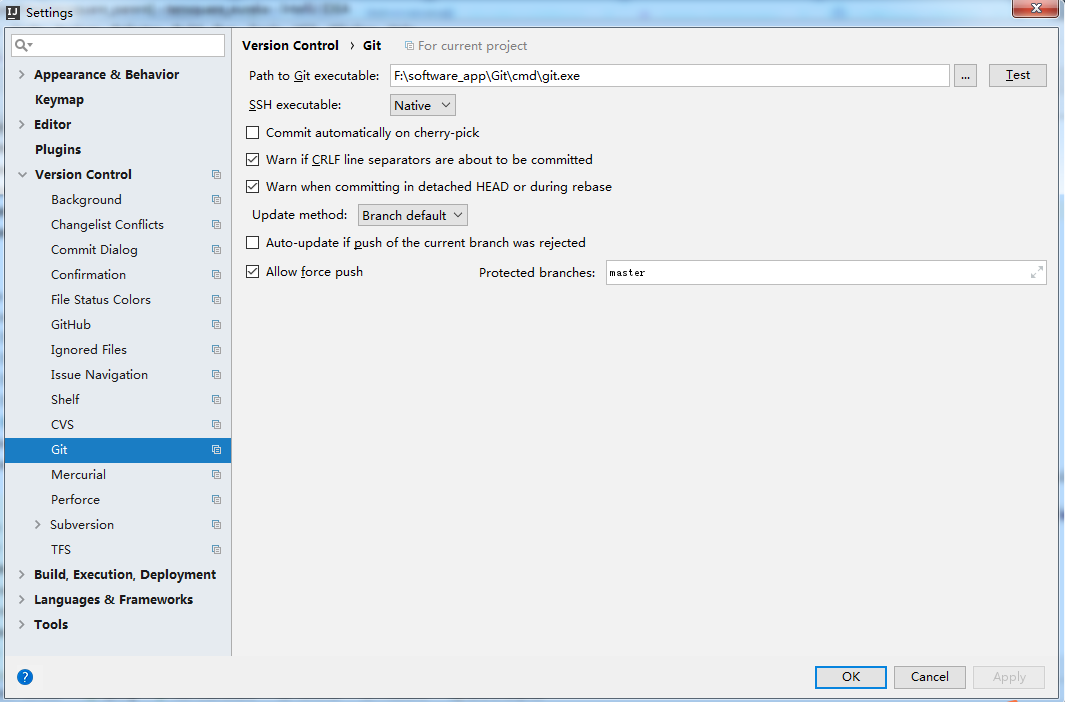 Settings
Version Control › Git For current project
Appearance & Behavior
Keymap
Editor
Plugins
Version Control
Background
Changelist Conflicts
Commit Dialog
Confirmation
File Status Colors
GitHub
Ignored Files
Issue Navigation
Shelf
CVS
Git
Mercurial
Perforce
Subversion
TFS
Build, Execution, Deployment
Languages & Frameworks
Tools
Path to Git executable: F:\software_app\Git\cmd\git.exe ... Test
SSH executable: Native
Commit automatically on cherry-pick
Warn if CRLF line separators are about to be committed
Warn when committing in detached HEAD or during rebase
Update method: Branch default
Auto-update if push of the current branch was rejected
Allow force push Protected branches: master
? OK Cancel Apply